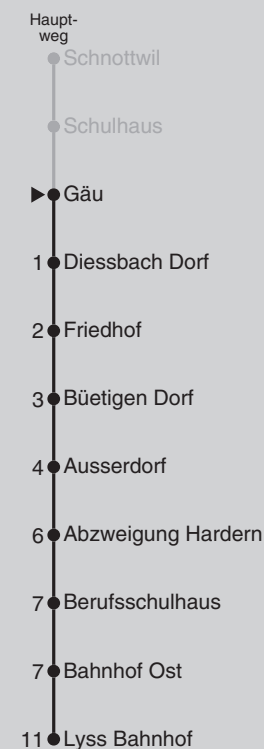 Haupt-
weg
Schnottwil
Schulhaus
Gäu
1 Diessbach Dorf
2 Friedhof
3 Büetigen Dorf
4 Ausserdorf
6 Abzweigung Hardern
7 Berufsschulhaus
7 Bahnhof Ost
11 Lyss Bahnhof